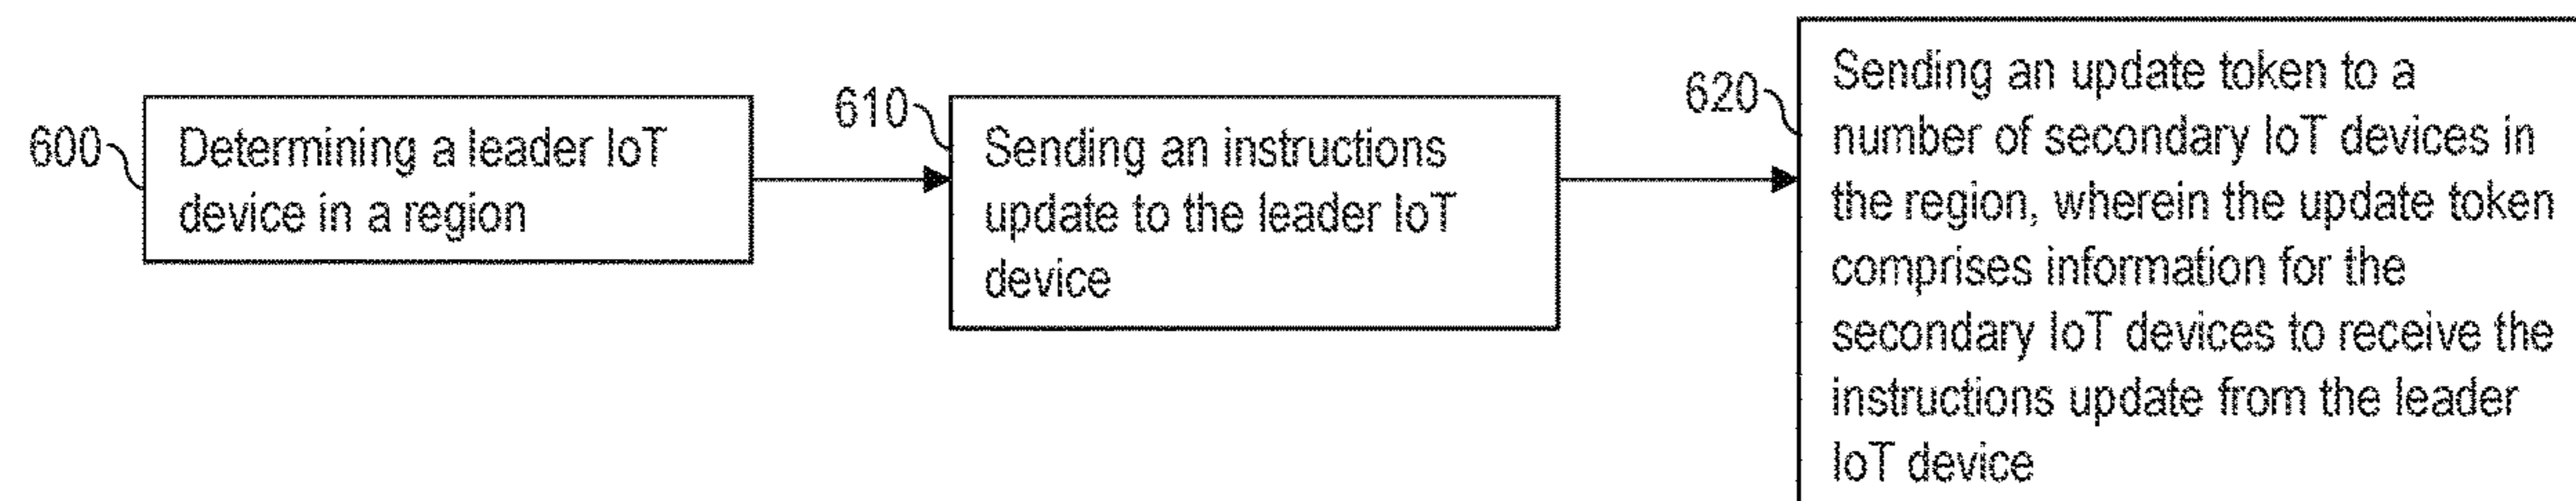 600
Determining a leader IoT
device in a region
610
Sending an instructions
update to the leader IoT
device
620
Sending an update token to a
number of secondary IoT devices in
the region, wherein the update token
comprises information for the
secondary IoT devices to receive the
instructions update from the leader
IoT device